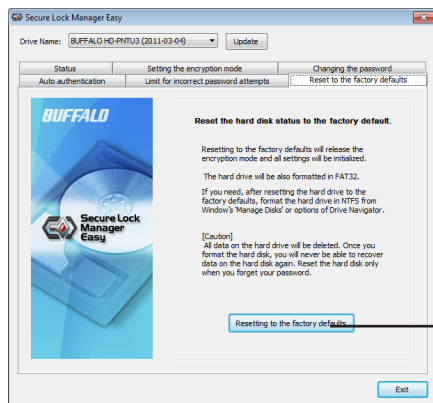 Secure Lock Manager Easy
Drive Name: BUFFALO HD-PNTU3 (2011-03-04) Update
Status Setting the encryption mode Changing the password
Auto authentication Limit for incorrect password attempts Reset to the factory defaults
BUFFALO
Reset the hard disk status to the factory default.
Resetting to the factory defaults will release the
encryption mode and all settings will be initialized.
The hard drive will be also formatted in FAT32.
If you need, after resetting the hard drive to the
factory defaults, format the hard drive in NTFS from
Window's 'Manage Disks' or options of Drive Navigator.
Secure Lock
Manager
Easy
[Caution]
All data on the hard drive will be deleted. Once you
format the hard disk, you will never be able to recover
data on the hard disk again. Reset the hard disk only
when you forget your password.
Resetting to the factory defaults
Exit